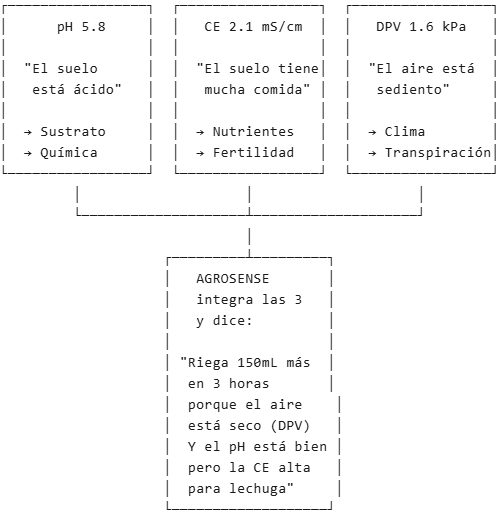 pH 5.8
"El suelo
está ácido"
→ Sustrato
→ Química
CE 2.1 mS/cm
"El suelo tiene
mucha comida"
→ Nutrientes
→ Fertilidad
DPV 1.6 kPa
"El aire está
sediento"
→ Clima
→ Transpiración
AGROSENSE
integra las 3
y dice:
"Riega 150mL más
en 3 horas
porque el aire
está seco (DPV)
Y el pH está bien
pero la CE alta
para lechuga"